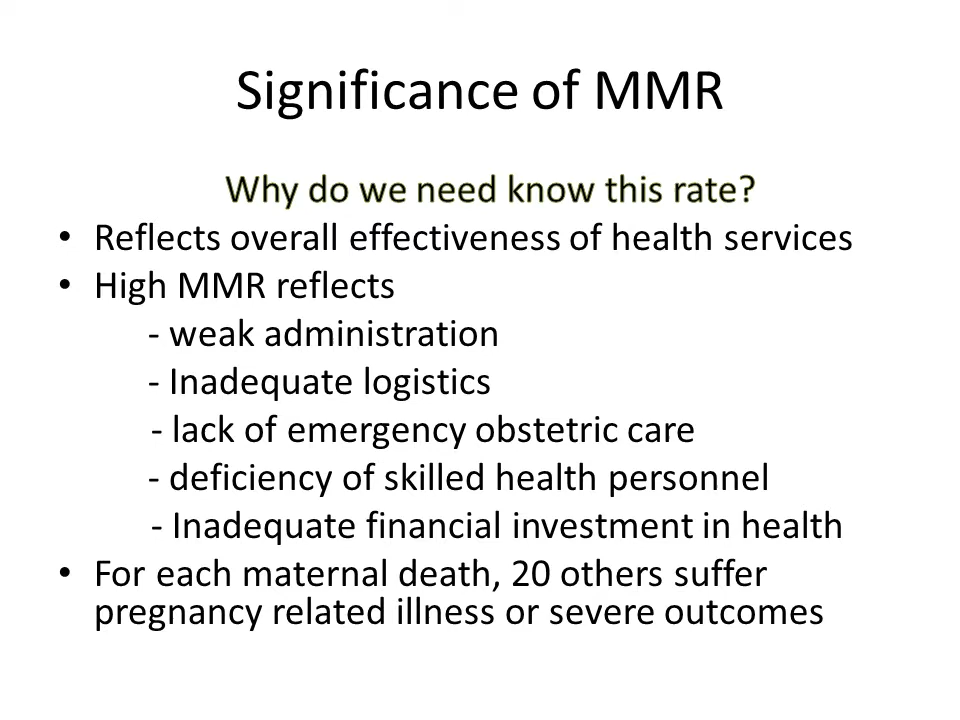 Significance of MMR
Why do we need know this rate?
• Reflects overall effectiveness of health services
• High MMR reflects
- weak administration
- Inadequate logistics
- lack of emergency obstetric care
- deficiency of skilled health personnel
- Inadequate financial investment in health
• For each maternal death, 20 others suffer
pregnancy related illness or severe outcomes